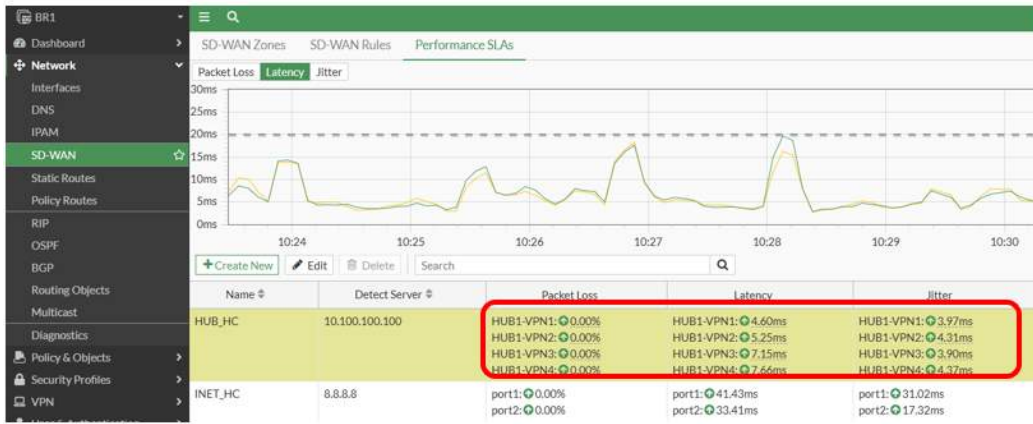 BR1
Dashboard
Network
Interfaces
DNS
IPAM
SD-WAN
Static Routes
Policy Routes
RIP
OSPF
BGP
Routing Objects
Multicast
Diagnostics
Policy & Objects
Security Profiles
VPN
SD-WAN Zones SD-WAN Rules Performance SLAs
Packet Loss Latency Jitter
30ms
25ms
20ms
15ms
10ms
5ms
0ms
10:24 10:25 10:26 10:27 10:28 10:29 10:30
+ Create New Edit Delete Search
Name Detect Server Packet Loss Latency Jitter
HUB_HC 10.100.100.100 HUB1-VPN1: 0.00% HUB1-VPN1: 4.60ms HUB1-VPN1: 3.97ms
HUB1-VPN2: 0.00% HUB1-VPN2: 5.25ms HUB1-VPN2: 4.31ms
HUB1-VPN3: 0.00% HUB1-VPN3: 7.15ms HUB1-VPN3: 3.90ms
HUB1-VPN4: 0.00% HUB1-VPN4: 7.66ms HUB1-VPN4: 4.37ms
INET_HC 8.8.8.8 port1: 0.00% port1: 41.43ms port1: 31.02ms
port2: 0.00% port2: 33.41ms port2: 17.32ms